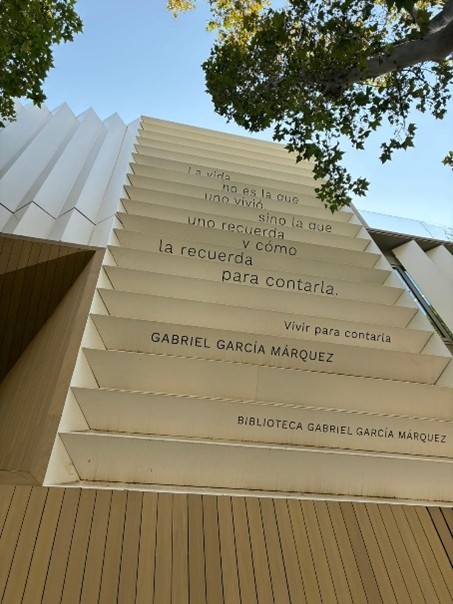 La vida
no es la que
uno vivió,
sino la que
uno recuerda
y cómo
la recuerda
para contarla.
Vivir para contarla
GABRIEL GARCÍA MÁRQUEZ
BIBLIOTECA GABRIEL GARCÍA MÁRQUEZ